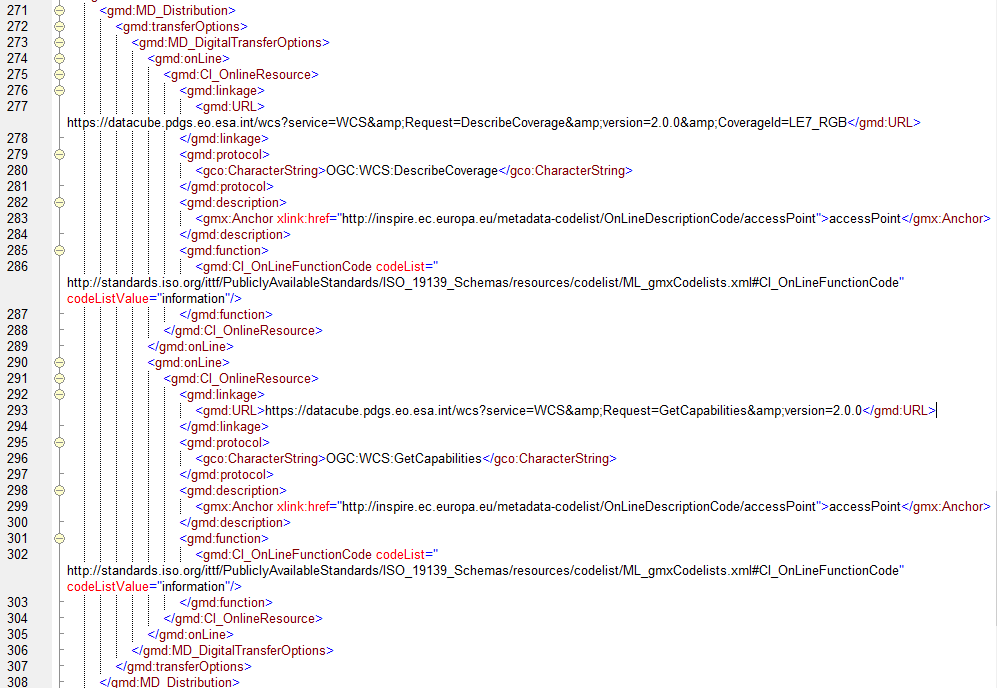 271 <gmd:MD_Distribution>
272 <gmd:transferOptions>
273 <gmd:MD_DigitalTransferOptions>
274 <gmd:onLine>
275 <gmd:CI_OnlineResource>
276 <gmd:linkage>
277 <gmd:URL>
https://datacube.pdgs.eo.esa.int/wcs?service=WCS&amp;Request=DescribeCoverage&amp;version=2.0.0&amp;CoverageId=LE7_RGB</gmd:URL>
278 </gmd:linkage>
279 <gmd:protocol>
280 <gco:CharacterString>OGC:WCS:DescribeCoverage</gco:CharacterString>
281 </gmd:protocol>
282 <gmd:description>
283 <gmx:Anchor xlink:href="http://inspire.ec.europa.eu/metadata-codelist/OnLineDescriptionCode/accessPoint">accessPoint</gmx:Anchor>
284 </gmd:description>
285 <gmd:function>
286 <gmd:CI_OnLineFunctionCode codeList="
http://standards.iso.org/ittf/PubliclyAvailableStandards/ISO_19139_Schemas/resources/codelist/ML_gmxCodelists.xml#CI_OnLineFunctionCode"
codeListValue="information"/>
287 </gmd:function>
288 </gmd:CI_OnlineResource>
289 </gmd:onLine>
290 <gmd:onLine>
291 <gmd:CI_OnlineResource>
292 <gmd:linkage>
293 <gmd:URL>https://datacube.pdgs.eo.esa.int/wcs?service=WCS&amp;Request=GetCapabilities&amp;version=2.0.0</gmd:URL>
294 </gmd:linkage>
295 <gmd:protocol>
296 <gco:CharacterString>OGC:WCS:GetCapabilities</gco:CharacterString>
297 </gmd:protocol>
298 <gmd:description>
299 <gmx:Anchor xlink:href="http://inspire.ec.europa.eu/metadata-codelist/OnLineDescriptionCode/accessPoint">accessPoint</gmx:Anchor>
300 </gmd:description>
301 <gmd:function>
302 <gmd:CI_OnLineFunctionCode codeList="
http://standards.iso.org/ittf/PubliclyAvailableStandards/ISO_19139_Schemas/resources/codelist/ML_gmxCodelists.xml#CI_OnLineFunctionCode"
codeListValue="information"/>
303 </gmd:function>
304 </gmd:CI_OnlineResource>
305 </gmd:onLine>
306 </gmd:MD_DigitalTransferOptions>
307 </gmd:transferOptions>
308 </gmd:MD_Distribution>